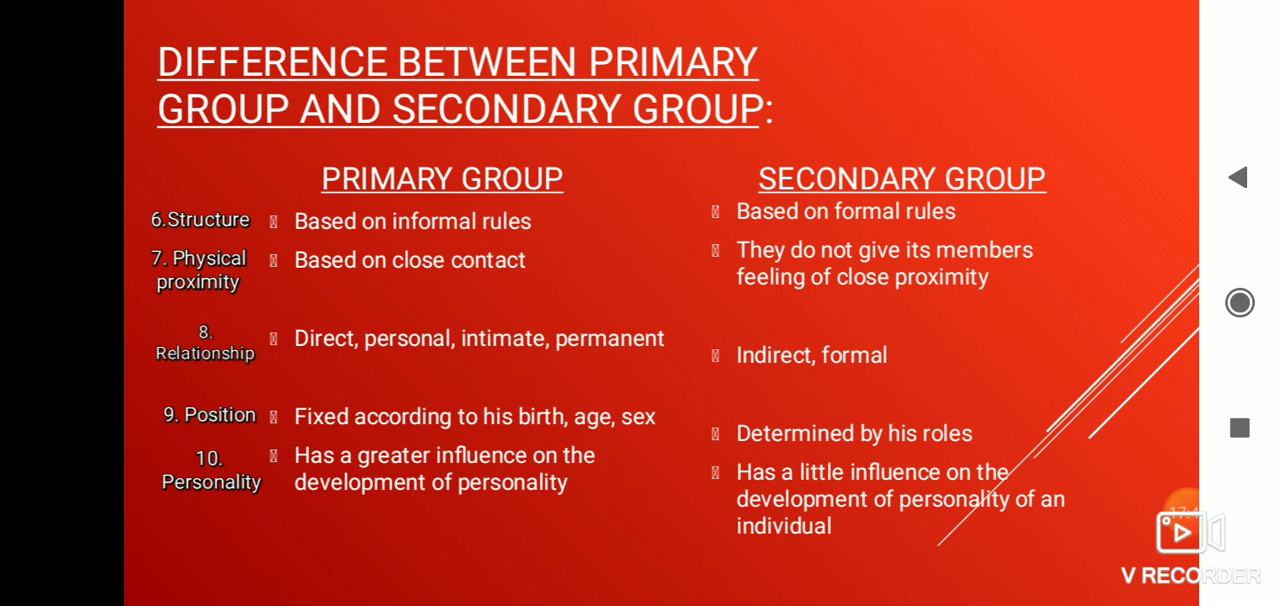 DIFFERENCE BETWEEN PRIMARY
GROUP AND SECONDARY GROUP:
PRIMARY GROUP
SECONDARY GROUP
6.Structure
Based on informal rules
Based on formal rules
7. Physical
proximity
Based on close contact
They do not give its members
feeling of close proximity
8.
Relationship
Direct, personal, intimate, permanent
Indirect, formal
9. Position
Fixed according to his birth, age, sex
Determined by his roles
10.
Personality
Has a greater influence on the
development of personality
Has a little influence on the
development of personality of an
individual
V RECORDER